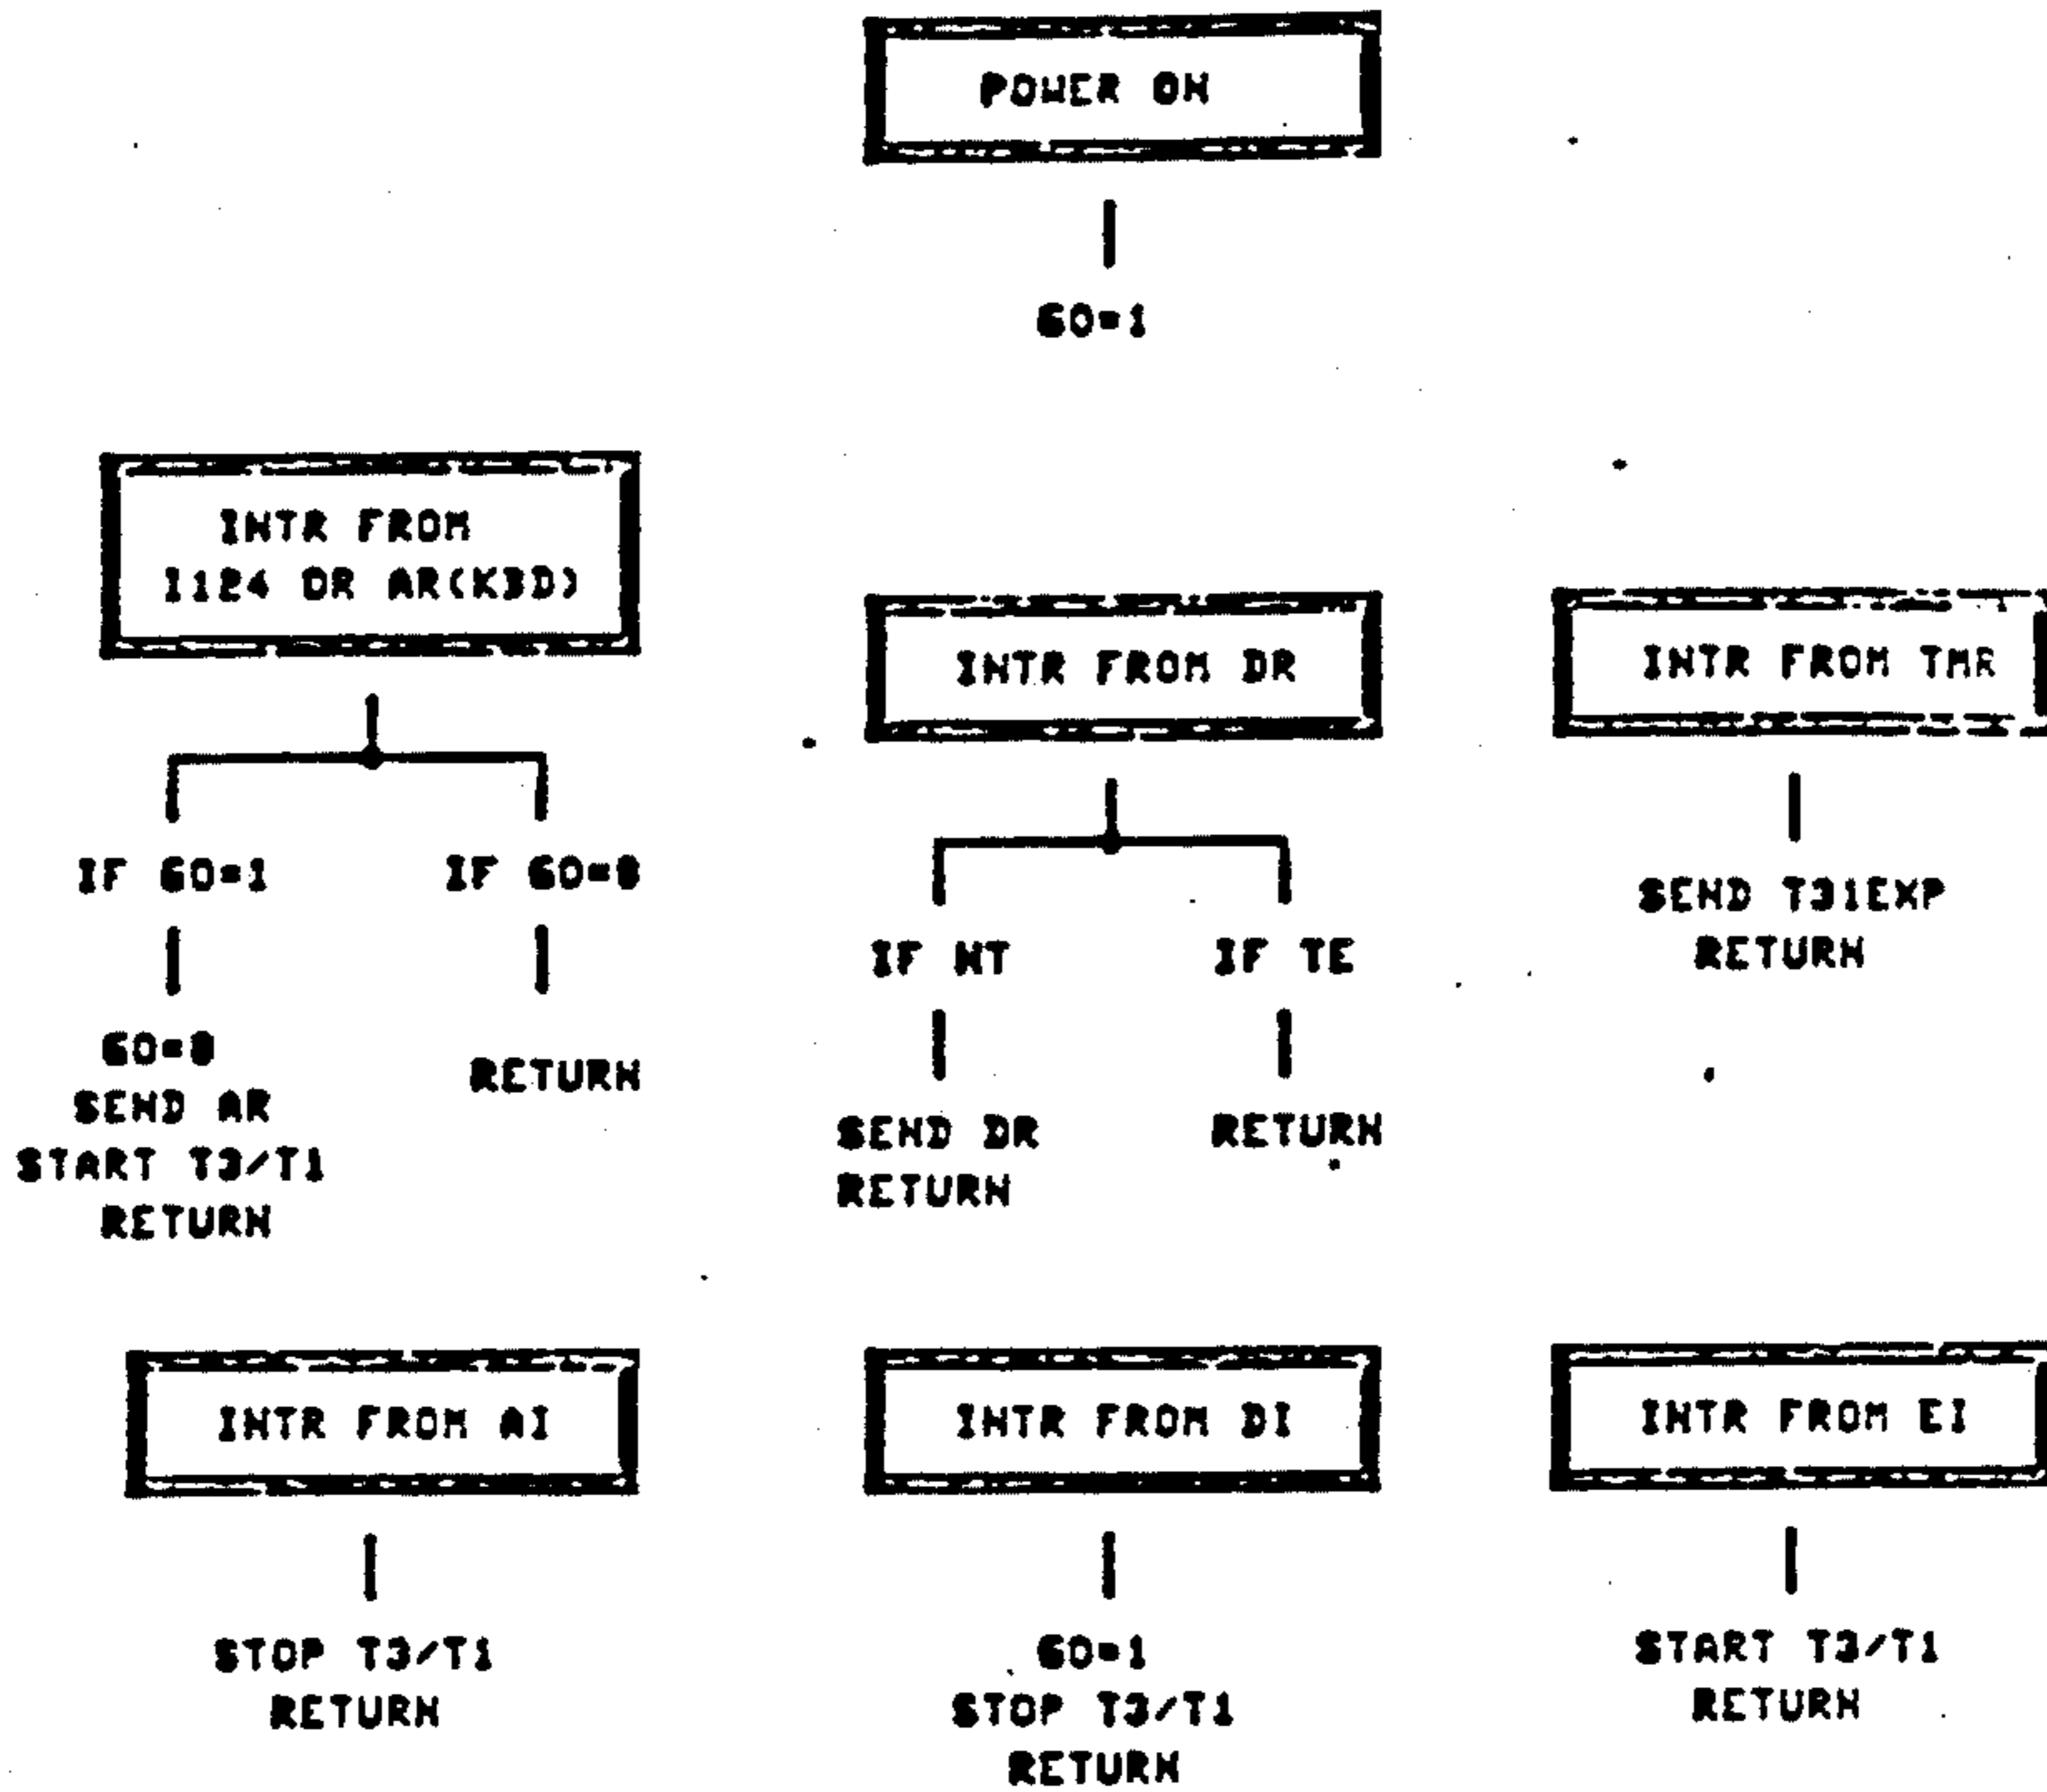 POWER ON
GO=1
INTR FROM
I124 OR AR(KBD)
IF GO=1
IF GO=0
GO=0
SEND AR
START T3/T1
RETURN
RETURN
INTR FROM DR
IF NT
IF TE
SEND DR
RETURN
RETURN
INTR FROM TMR
SEND T31EXP
RETURN
INTR FROM AI
STOP T3/T1
RETURN
INTR FROM DI
GO=1
STOP T3/T1
RETURN
INTR FROM EI
START T3/T1
RETURN